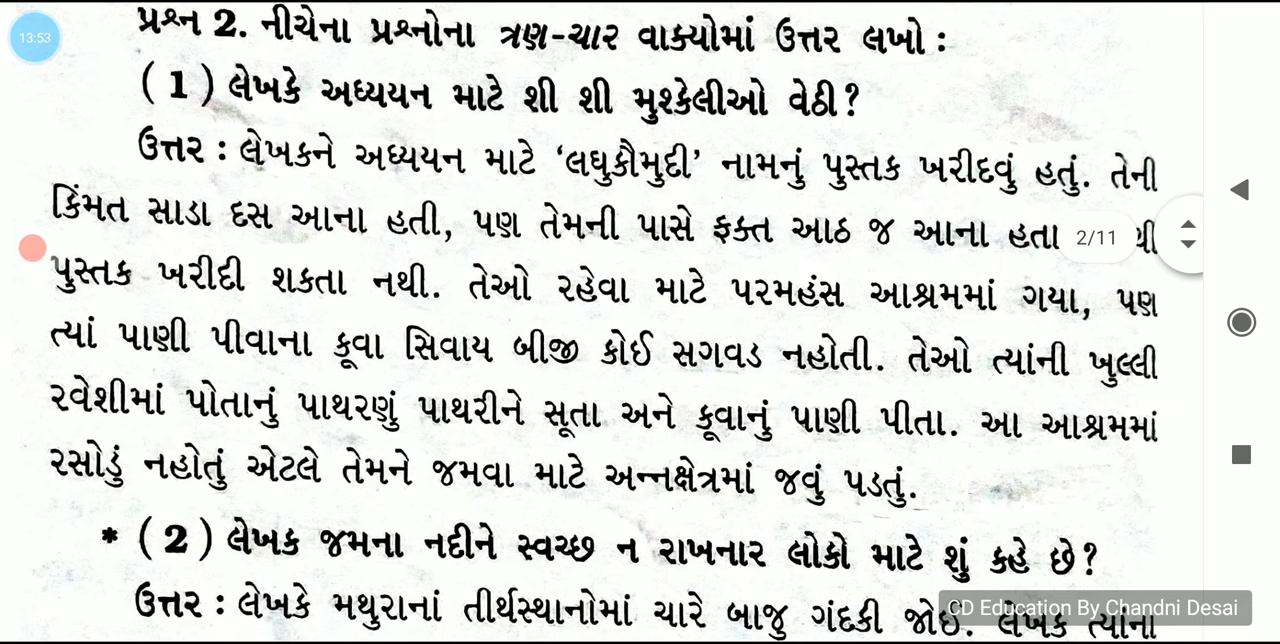 13:53
પ્રશ્ન 2. નીચેના પ્રશ્નોના ત્રણ-ચાર વાક્યોમાં ઉત્તર લખો :
( 1 ) લેખકે અધ્યયન માટે શી શી મુશ્કેલીઓ વેઠી ?
ઉત્તર : લેખકને અધ્યયન માટે ‘લઘુકૌમુદી’ નામનું પુસ્તક ખરીદવું હતું. તેની
કિંમત સાડા દસ આના હતી, પણ તેમની પાસે ફક્ત આઠ જ આના હતા
2/11
પુસ્તક ખરીદી શકતા નથી. તેઓ રહેવા માટે પરમહંસ આશ્રમમાં ગયા, પણ
ત્યાં પાણી પીવાના કૂવા સિવાય બીજી કોઈ સગવડ નહોતી. તેઓ ત્યાંની ખુલ્લી
રવેશીમાં પોતાનું પાથરણું પાથરીને સૂતા અને કૂવાનું પાણી પીતા. આ આશ્રમમાં
રસોડું નહોતું એટલે તેમને જમવા માટે અન્નક્ષેત્રમાં જવું પડતું.
* ( 2 ) લેખક જમના નદીને સ્વચ્છ ન રાખનાર લોકો માટે શું કહે છે ?
ઉત્તર : લેખકે મથુરાનાં તીર્થસ્થાનોમાં ચારે બાજુ ગંદકી જોઈ. લેખક ત્યાંના
CD Education By Chandni Desai